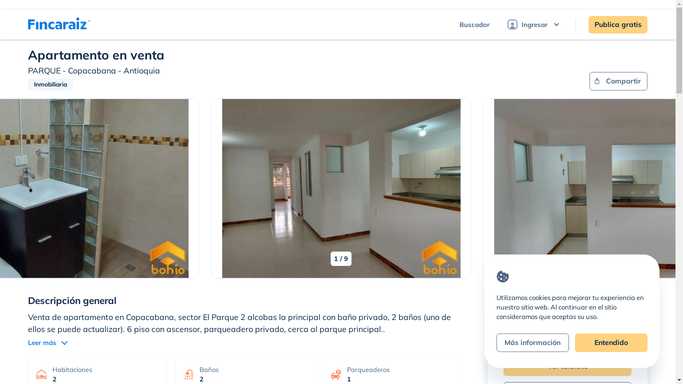 Fincaraíz
Buscador
Ingresar
Publica gratis
Apartamento en venta
PARQUE - Copacabana - Antioquia
Inmobiliaria
Compartir
bohío
1 / 9
bohío
Descripción general
Venta de apartamento en Copacabana, sector El Parque 2 alcobas la principal con baño privado, 2 baños (uno de
ellos se puede actualizar). 6 piso con ascensor, parqueadero privado, cerca al parque principal..
Leer más
Habitaciones
2
Baños
2
Parqueaderos
1
Utilizamos cookies para mejorar tu experiencia en
nuestro sitio web. Al continuar en el sitio
consideramos que aceptas su uso.
Más información
Entendido